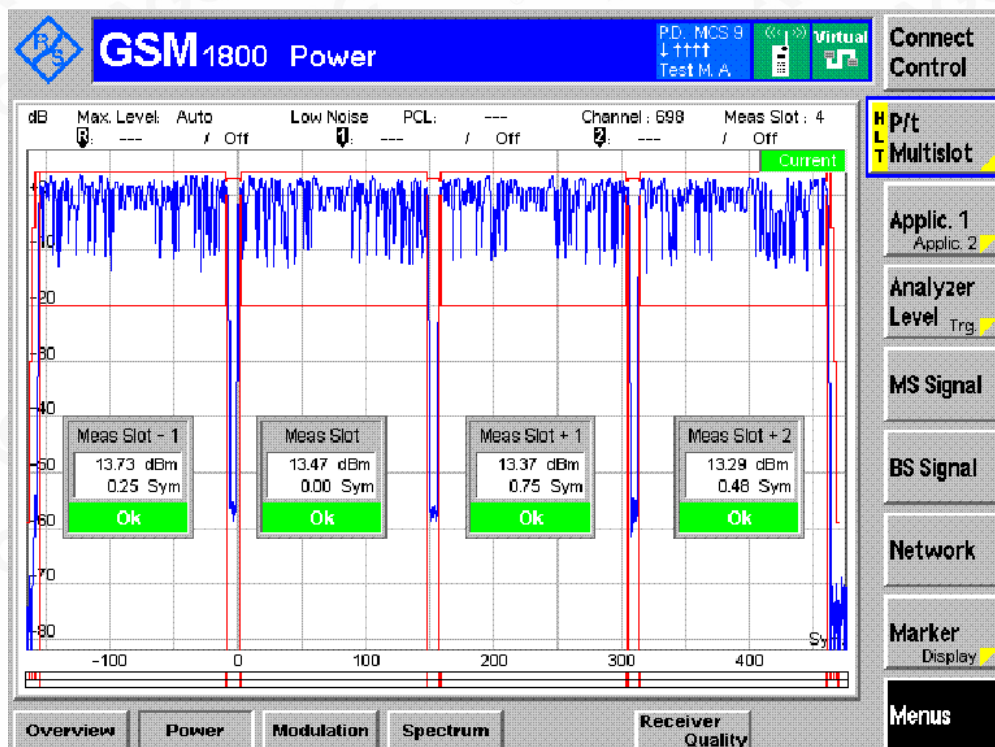 R/S
GSM 1800 Power
P.D. MCS 9
↓ ↑↑↑↑
Test M. A.
Virtual
Connect Control
dB Max. Level: Auto Low Noise PCL: --- Channel : 698 Meas Slot : 4
R: --- / Off 1: --- / Off 2: --- / Off
Current
H L T
P/t Multislot
Applic. 1
Applic. 2
Analyzer Level Trg.
MS Signal
BS Signal
Network
Marker
Display
Menus
-10
-20
-30
-40
-50
-60
-70
-80
Meas Slot - 1
13.73 dBm
0.25 Sym
Ok
Meas Slot
13.47 dBm
0.00 Sym
Ok
Meas Slot + 1
13.37 dBm
0.75 Sym
Ok
Meas Slot + 2
13.29 dBm
0.48 Sym
Ok
-100 0 100 200 300 400
Overview Power Modulation Spectrum Receiver Quality